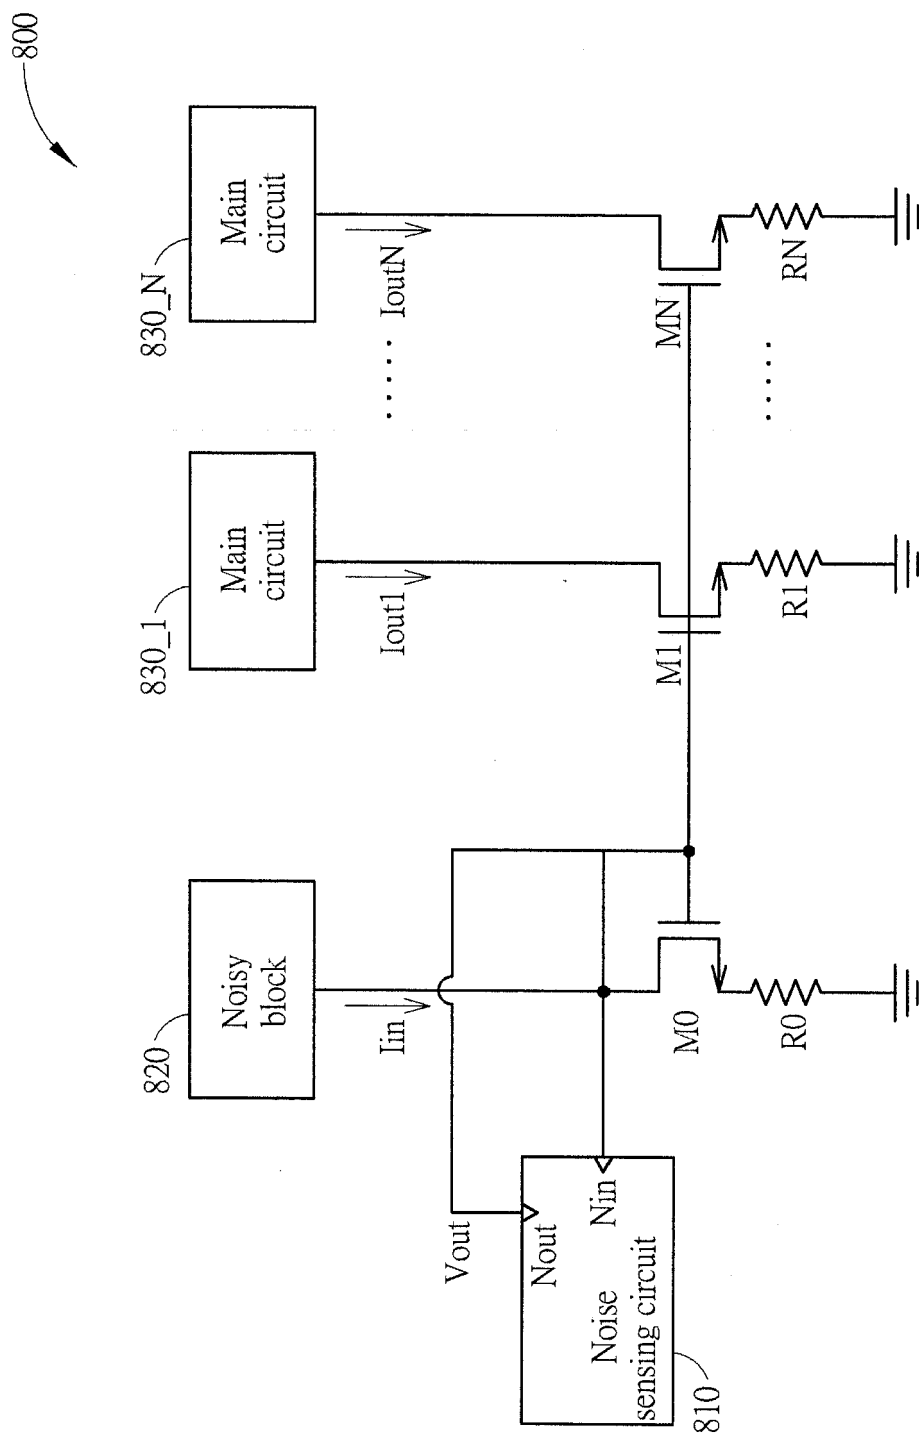 800
820
Noisy
block
830_1
Main
circuit
830_N
Main
circuit
Iin
Iout1
.....
IoutN
Vout
Nout
Nin
Noise
sensing circuit
810
M0
M1
MN
R0
R1
.....
RN